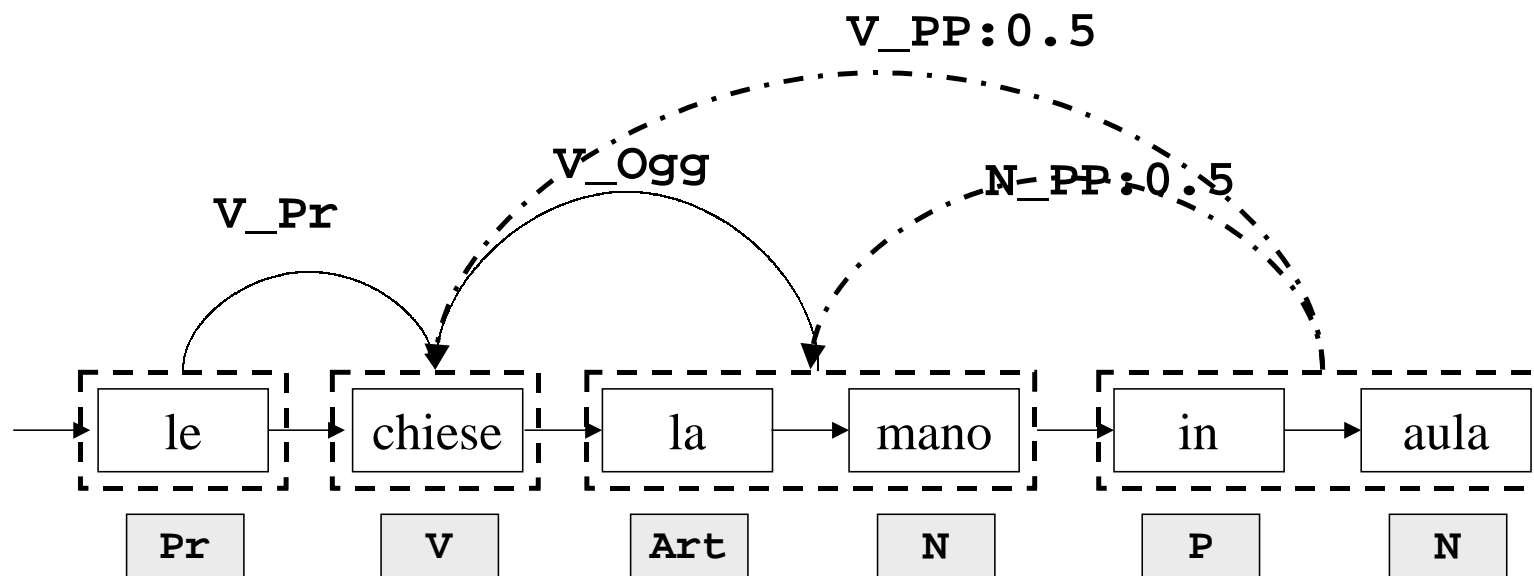 V_PP:0.5
V_Ogg
N_PP:0.5
V_Pr
le chiese la mano in aula
Pr V Art N P N